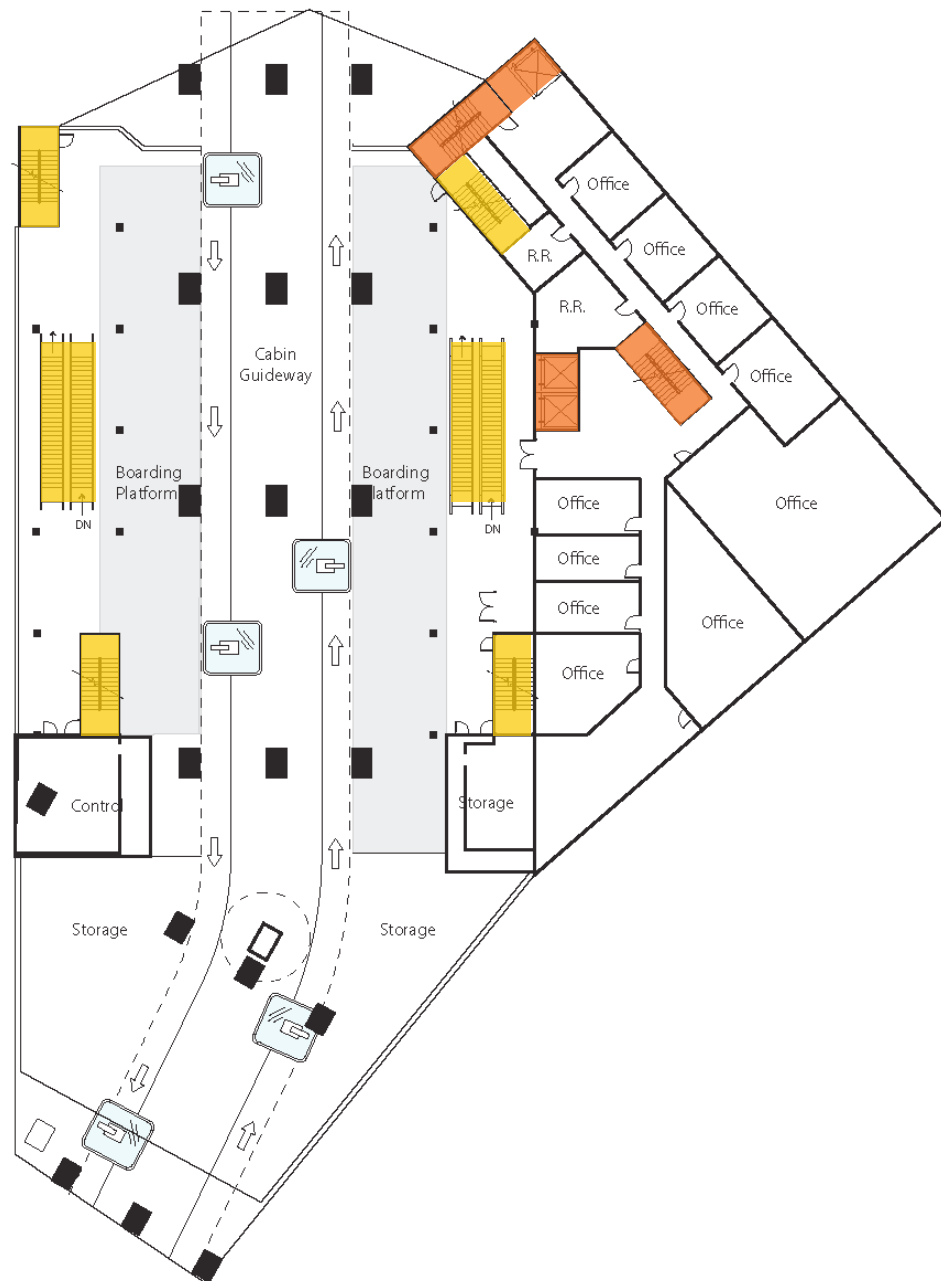 Office
Office
R.R.
R.R.
Office
Cabin
Guideway
Office
Boarding
Platform
Boarding
Platform
Office
Office
DN
DN
Office
Office
Office
Office
Control
Storage
Storage
Storage